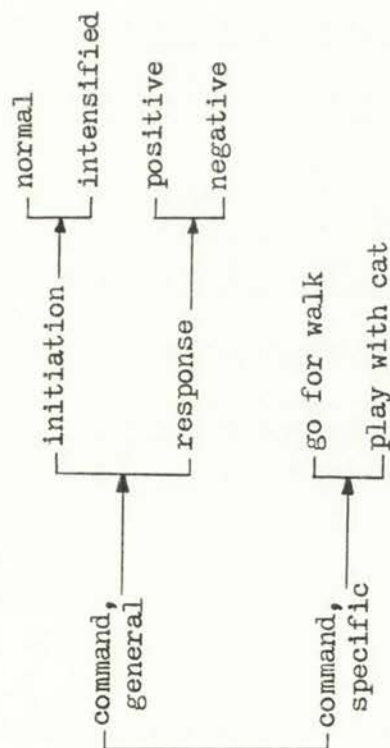 command,
general
initiation
normal
intensified
response
positive
negative
command,
specific
go for walk
play with cat